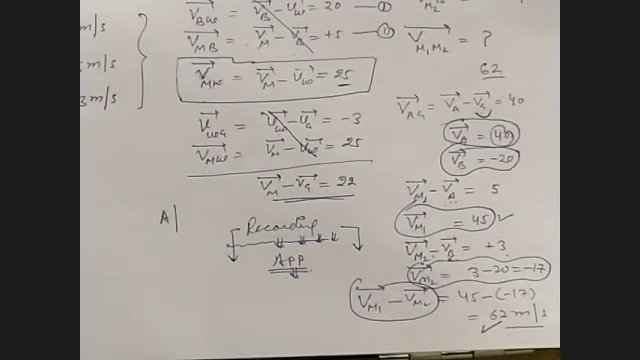 m/s
m/s
3 m/s
V_BW = V_B - V_W = 20 - ①
V_MB = V_M - V_B = +5 - ⑪
V_MW = V_M - V_W = 25
V_WG = V_W - V_G = -3
V_MW = V_M - V_W = 25
V_M - V_G = 22
A|
Recording
APP
V_M₁M₂ = ?
62
V_AG = V_A - V_G = 40
V_A = 40
V_B = -20
V_M₁ - V_A = 5
V_M₁ = 45 ✓
V_M₂ - V_B = +3
V_M₂ = 3-20 = -17
V_M₁ - V_M₂ = 45-(-17)
= 62 m/s